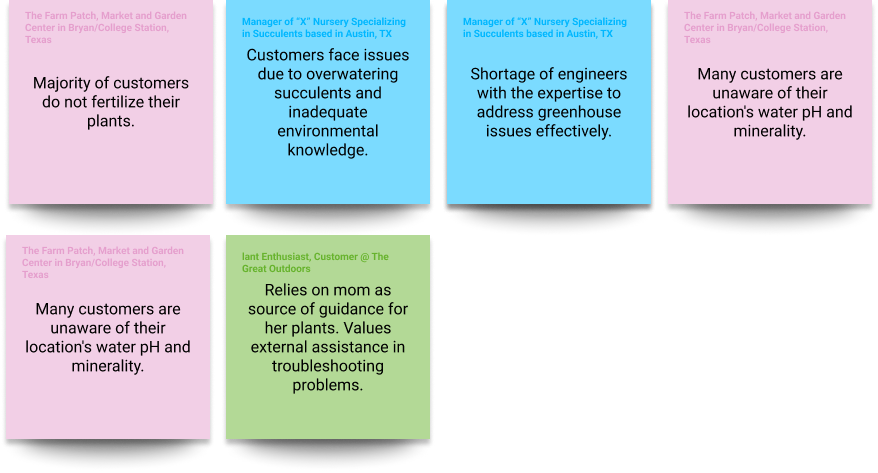 The Farm Patch, Market and Garden
Center in Bryan/College Station,
Texas
Majority of customers
do not fertilize their
plants.
Manager of "X" Nursery Specializing
in Succulents based in Austin, TX
Customers face issues
due to overwatering
succulents and
inadequate
environmental
knowledge.
Manager of "X" Nursery Specializing
in Succulents based in Austin, TX
Shortage of engineers
with the expertise to
address greenhouse
issues effectively.
The Farm Patch, Market and Garden
Center in Bryan/College Station,
Texas
Many customers are
unaware of their
location's water pH and
minerality.
The Farm Patch, Market and Garden
Center in Bryan/College Station,
Texas
Many customers are
unaware of their
location's water pH and
minerality.
lant Enthusiast, Customer @ The
Great Outdoors
Relies on mom as
source of guidance for
her plants. Values
external assistance in
troubleshooting
problems.